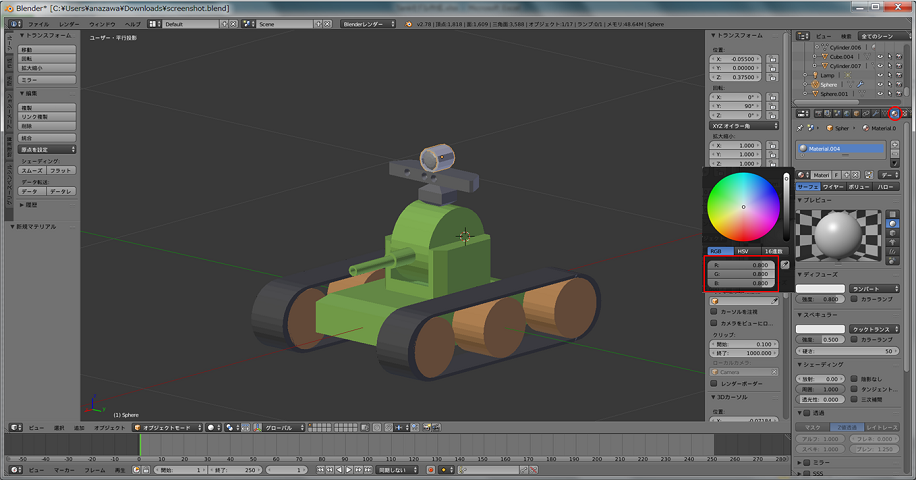 Blender* [C:¥Users¥anazawa¥Downloads¥screenshot.blend]
ファイル レンダー ウィンドウ ヘルプ Default Scene Blenderレンダー v2.78 | 頂点:1,818 | 面:1,609 | 三角面:3,588 | オブジェクト:1/17 | ランプ:0/1 | メモリ:48.64M | Sphere
ユーザー・平行投影
▼トランスフォーム
移動
回転
拡大縮小
ミラー
▼編集
複製
リンク複製
削除
統合
原点を設定
シェーディング:
スムーズ フラット
データ転送:
データ データレ
▶履歴
▼新規マテリアル
(1) Sphere
▼トランスフォーム
位置:
X: -0.05500
Y: 0.00000
Z: 0.37500
回転:
X: 0°
Y: 90°
Z: 0°
XYZ オイラー角
拡大縮小:
X: 1.000
Y: 1.000
Z: 1.000
RGB HSV 16進数
R: 0.800
G: 0.800
B: 0.800
カーソルを注視
カメラをビューにロ...
クリップ:
開始: 0.100
終了: 1000.000
ローカルカメラ:
Camera
レンダーボーダー
▼3Dカーソル
位置:
ビュー 検索 全てのシーン
Cylinder.006
Cube.004
Cylinder.007
Lamp
Sphere
Sphere.001
Spher Material.0
Material.004
Materi F デー
サーフェ ワイヤー ボリュー ハロー
▼プレビュー
▼ディフューズ
ランバート
強度: 0.800 カラーランプ
▼スペキュラー
クックトランス
強度: 0.500 カラーランプ
硬さ: 50
▼シェーディング
放射: 0.00 陰影なし
周囲: 1.000 タンジェント...
透光性: 0.000 三次補間
▼透過
マスク Z値透過 レイトレース
アルファ: 1.000 フレネ: 0.000
スペキ: 1.000 ブレン: 1.250
▶ミラー
▶SSS
ビュー 選択 追加 オブジェクト オブジェクトモード グローバル
-50 -40 -30 -20 -10 0 10 20 30 40 50 60 70 80 90 100 110 120 130 140 150 160 170 180 190 200 210 220 230 240 250 260 270 280
ビュー マーカー フレーム 再生 開始: 1 終了: 250 1 同期しない